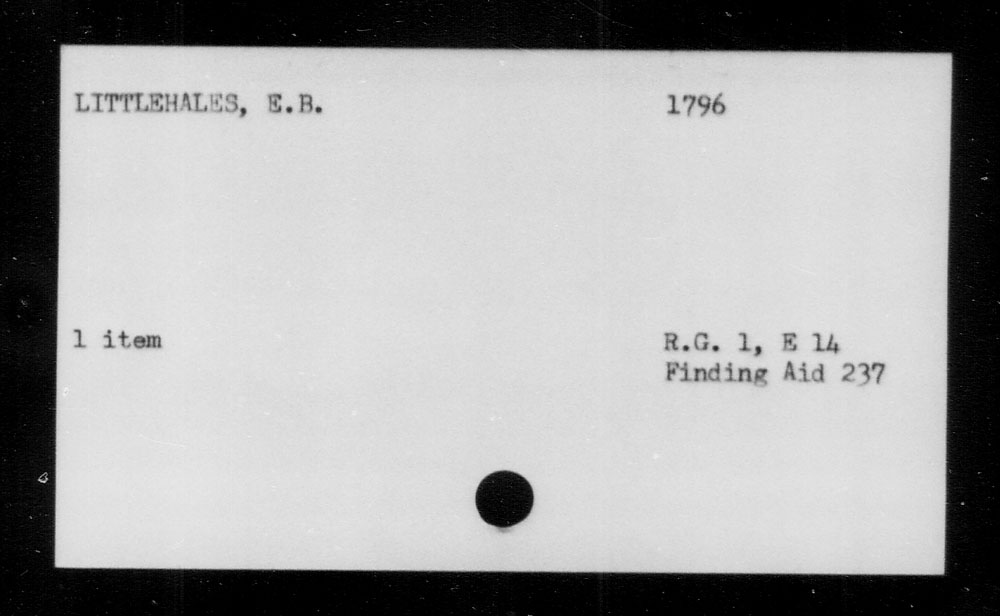 LITTLEHALES, E.B. 1796
1 item R.G. 1, E 14
Finding Aid 237